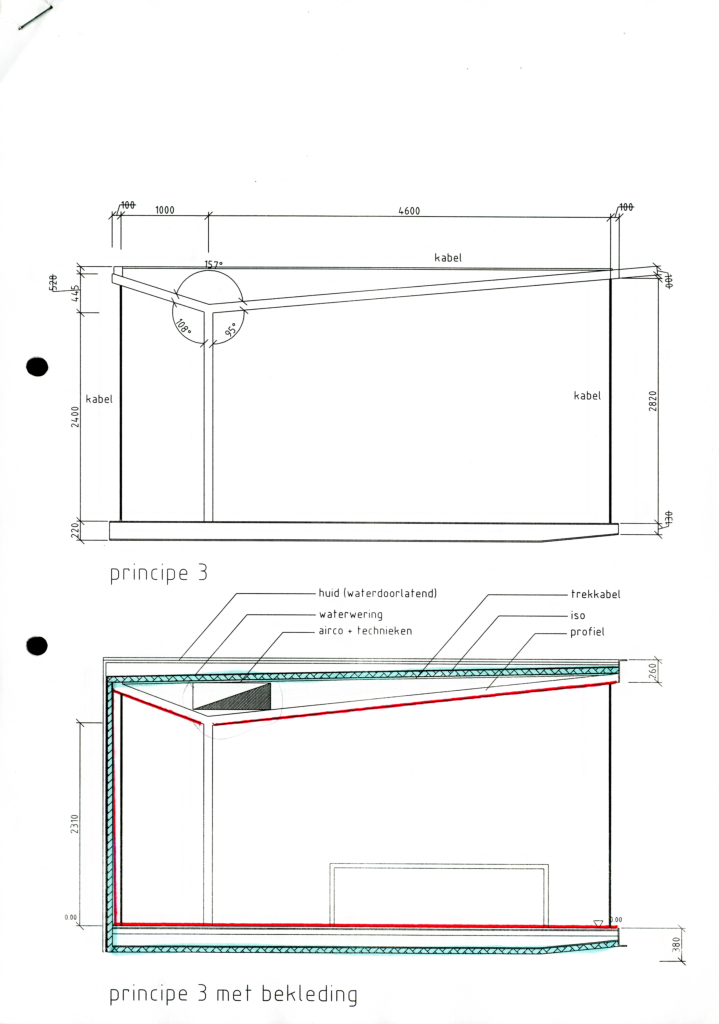 100 1000 4600 100
kabel
157°
520
445
108° 95°
100
kabel kabel
2400 2820
220 130
principe 3
huid (waterdoorlatend) trekkabel
waterwering iso
airco + technieken profiel
260
2310
0.00 0.00
380
principe 3 met bekleding